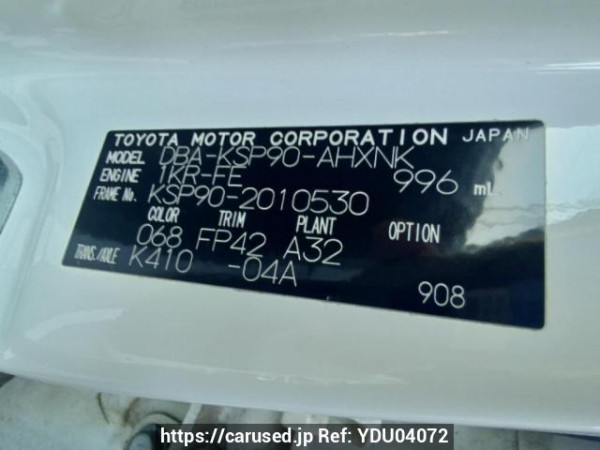 TOYOTA MOTOR CORPORATION JAPAN
MODEL DBA-KSP90-AHXNK
ENGINE 1KR-FE 996 mL
FRAME No. KSP90-2010530
COLOR TRIM PLANT
068 FP42 A32
TRANS./AXLE K410 -04A
908
https://carused.jp Ref: YDU04072